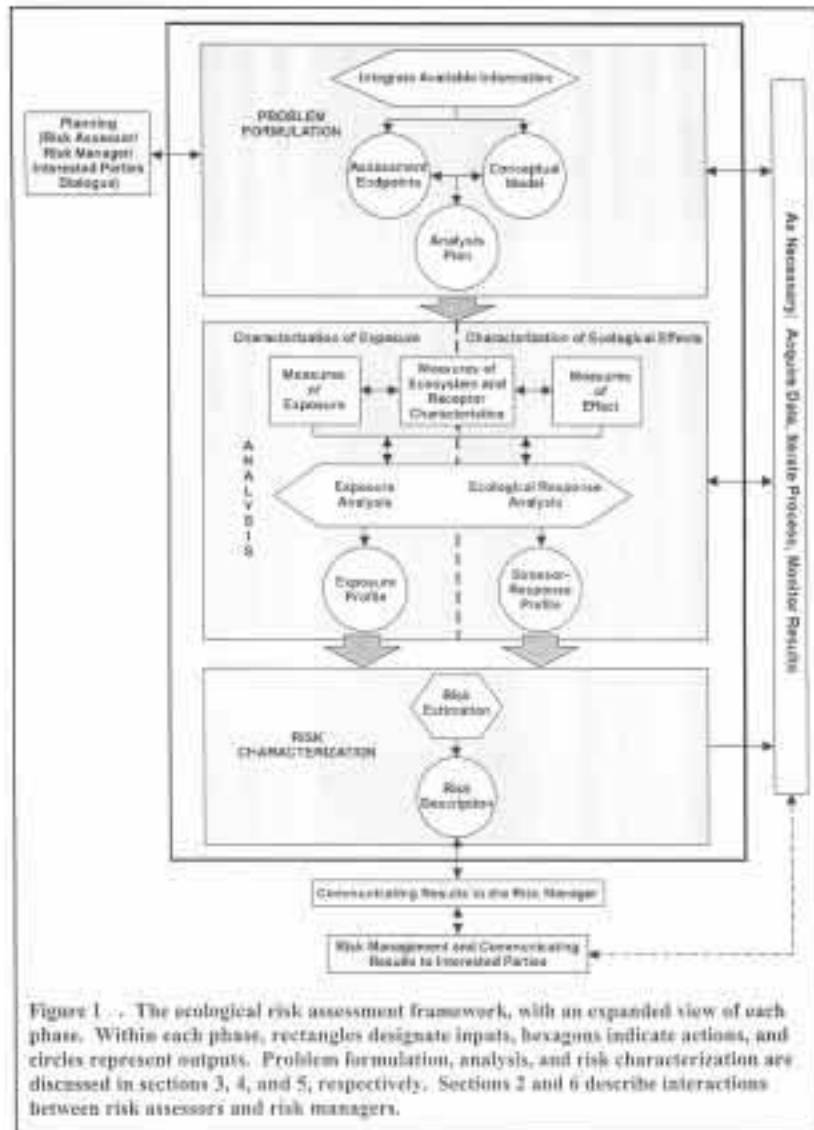 Integrate Available Information
PROBLEM
FORMULATION
Planning
(Risk Assessor/
Risk Manager/
Interested Parties
Dialogue)
Assessment
Endpoints
Conceptual
Model
Analysis
Plan
As Necessary: Acquire Data, Iterate Process, Monitor Results
Characterization of Exposure
Characterization of Ecological Effects
Measures
of
Exposure
Measures of
Ecosystem and
Receptor
Characteristics
Measures
of
Effect
ANALYSIS
Exposure
Analysis
Ecological Response
Analysis
Exposure
Profile
Stressor-
Response
Profile
Risk
Estimation
RISK
CHARACTERIZATION
Risk
Description
Communicating Results to the Risk Manager
Risk Management and Communicating
Results to Interested Parties
Figure 1 . The ecological risk assessment framework, with an expanded view of each
phase. Within each phase, rectangles designate inputs, hexagons indicate actions, and
circles represent outputs. Problem formulation, analysis, and risk characterization are
discussed in sections 3, 4, and 5, respectively. Sections 2 and 6 describe interactions
between risk assessors and risk managers.